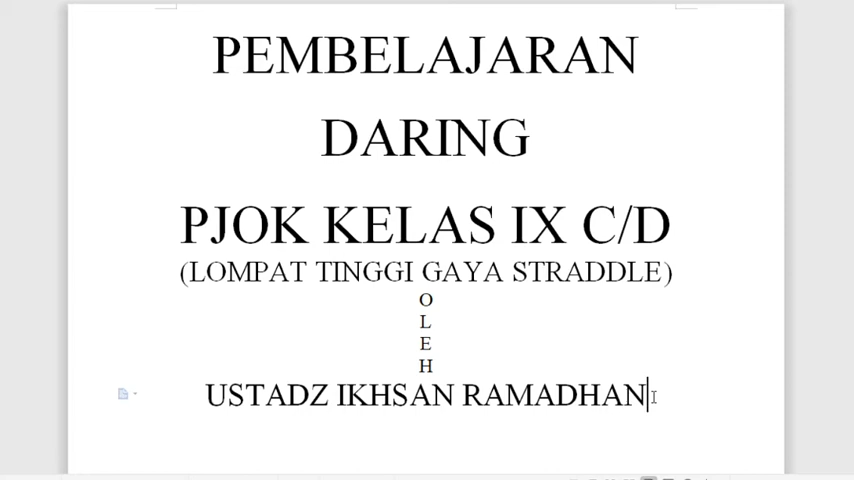 PEMBELAJARAN
DARING
PJOK KELAS IX C/D
(LOMPAT TINGGI GAYA STRADDLE)
O
L
E
H
USTADZ IKHSAN RAMADHAN